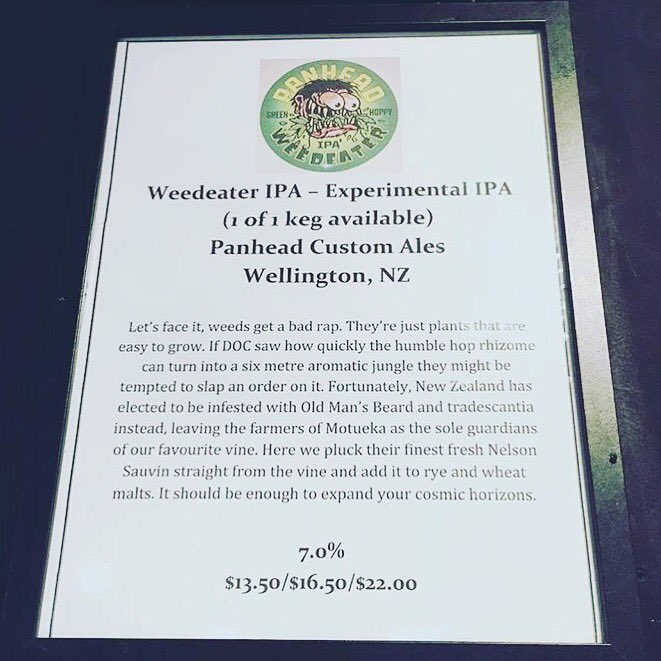 PANHEAD
GREEN HOPPY
IPA
WEEDEATER
Weedeater IPA – Experimental IPA
(1 of 1 keg available)
Panhead Custom Ales
Wellington, NZ
Let's face it, weeds get a bad rap. They're just plants that are
easy to grow. If DOC saw how quickly the humble hop rhizome
can turn into a six metre aromatic jungle they might be
tempted to slap an order on it. Fortunately, New Zealand has
elected to be infested with Old Man's Beard and tradescantia
instead, leaving the farmers of Motueka as the sole guardians
of our favourite vine. Here we pluck their finest fresh Nelson
Sauvin straight from the vine and add it to rye and wheat
malts. It should be enough to expand your cosmic horizons.
7.0%
$13.50/$16.50/$22.00